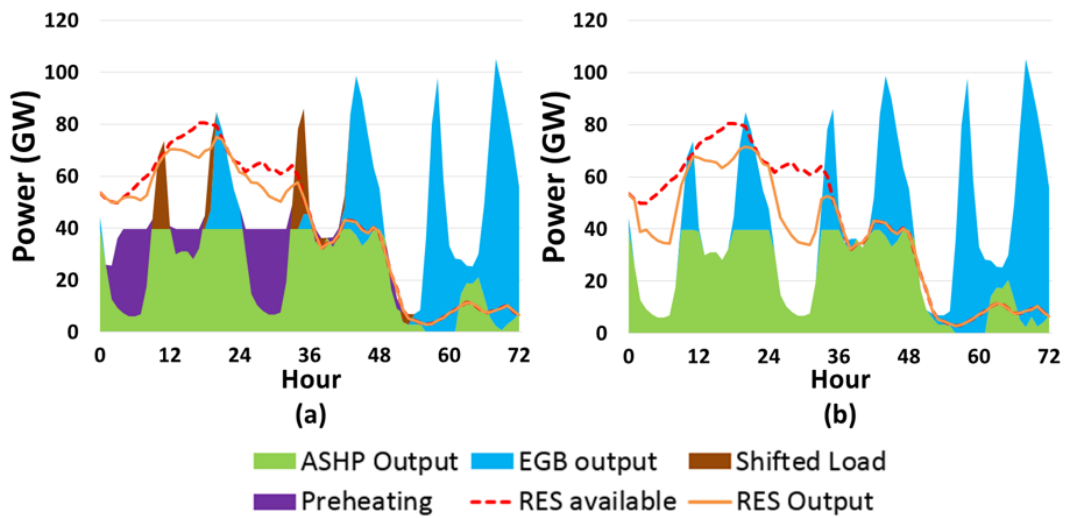 120
100
80
60
40
20
0
Power (GW)
0 12 24 36 48 60 72
Hour
(a)
120
100
80
60
40
20
0
Power (GW)
0 12 24 36 48 60 72
Hour
(b)
ASHP Output EGB output Shifted Load
Preheating RES available RES Output